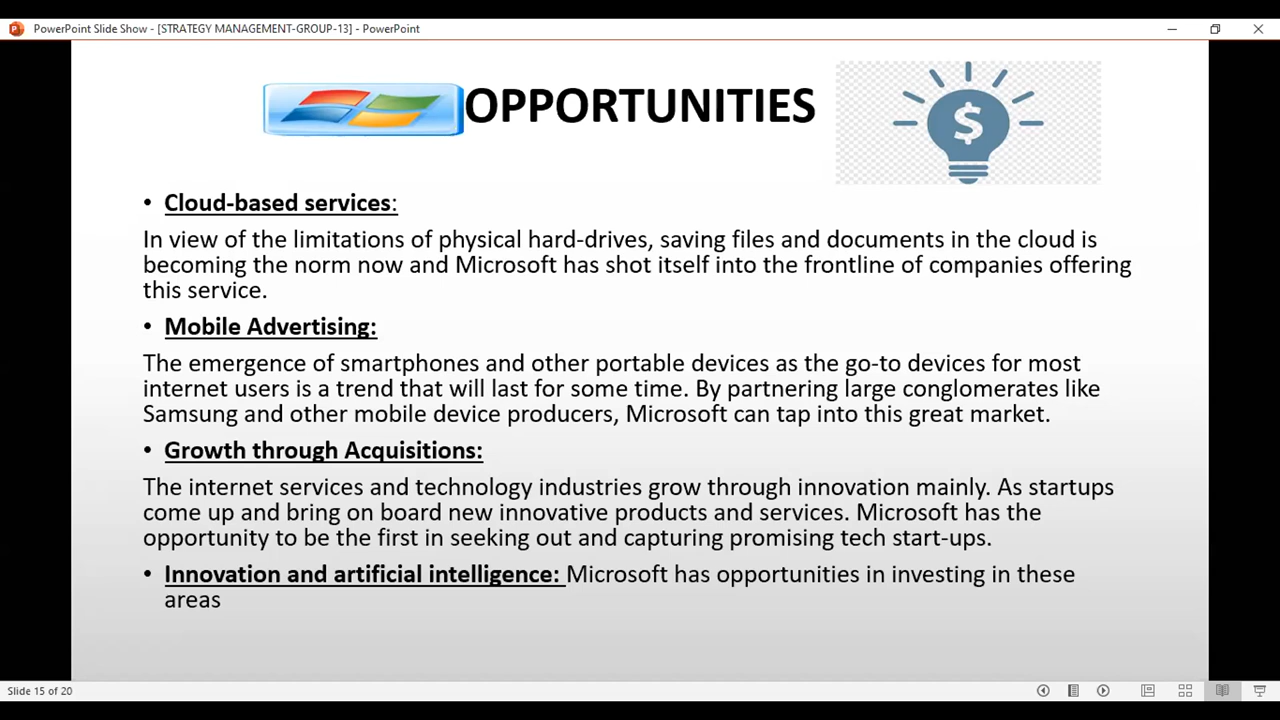 PowerPoint Slide Show - [STRATEGY MANAGEMENT-GROUP-13] - PowerPoint
OPPORTUNITIES
$
• Cloud-based services:
In view of the limitations of physical hard-drives, saving files and documents in the cloud is
becoming the norm now and Microsoft has shot itself into the frontline of companies offering
this service.
• Mobile Advertising:
The emergence of smartphones and other portable devices as the go-to devices for most
internet users is a trend that will last for some time. By partnering large conglomerates like
Samsung and other mobile device producers, Microsoft can tap into this great market.
• Growth through Acquisitions:
The internet services and technology industries grow through innovation mainly. As startups
come up and bring on board new innovative products and services. Microsoft has the
opportunity to be the first in seeking out and capturing promising tech start-ups.
• Innovation and artificial intelligence: Microsoft has opportunities in investing in these
areas
Slide 15 of 20